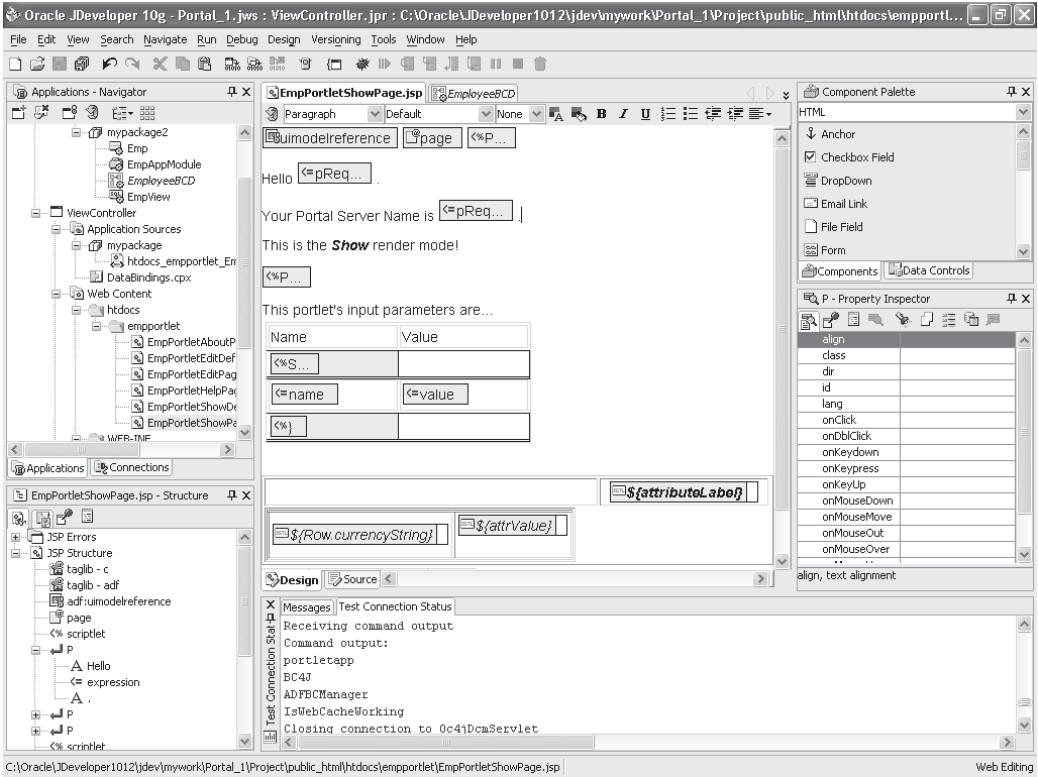 Oracle JDeveloper 10g - Portal_1.jws : ViewController.jpr : C:\Oracle\JDeveloper1012\jdev\mywork\Portal_1\Project\public_html\htdocs\empportl...
File Edit View Search Navigate Run Debug Design Versioning Tools Window Help
Applications - Navigator
mypackage2
Emp
EmpAppModule
EmployeeBCD
EmpView
ViewController
Application Sources
mypackage
htdocs_empportlet_Em
DataBindings.cpx
Web Content
htdocs
empportlet
EmpPortletAboutP
EmpPortletEditDef
EmpPortletEditPag
EmpPortletHelpPag
EmpPortletShowDe
EmpPortletShowPa
WEB-INF
Applications Connections
EmpPortletShowPage.jsp - Structure
JSP Errors
JSP Structure
taglib - c
taglib - adf
adf:uimodelreference
page
<% scriptlet
P
A Hello
<= expression
A .
P
P
<% scriptlet
EmpPortletShowPage.jsp EmployeeBCD
Paragraph Default None B I U
uimodelreference page <%P...
Hello <=pReq... .
Your Portal Server Name is <=pReq... .
This is the Show render mode!
<%P...
This portlet's input parameters are...
Name Value
<%S...
<=name <=value
<%}
${attributeLabel}
${Row.currencyString} ${attrValue}
Design Source
Messages Test Connection Status
Test Connection Stat
Receiving command output
Command output:
portletapp
BC4J
ADFBCManager
IsWebCacheWorking
Closing connection to Oc4jDcmServlet
Component Palette
HTML
Anchor
Checkbox Field
DropDown
Email Link
File Field
Form
Components Data Controls
P - Property Inspector
align
class
dir
id
lang
onClick
onDblClick
onKeydown
onKeypress
onKeyUp
onMouseDown
onMouseMove
onMouseOut
onMouseOver
align, text alignment
C:\Oracle\JDeveloper1012\jdev\mywork\Portal_1\Project\public_html\htdocs\empportlet\EmpPortletShowPage.jsp Web Editing